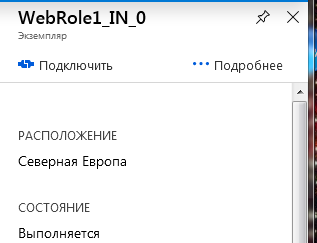 WebRole1_IN_0
Экземпляр
Подключить
Подробнее
РАСПОЛОЖЕНИЕ
Северная Европа
СОСТОЯНИЕ
Выполняется